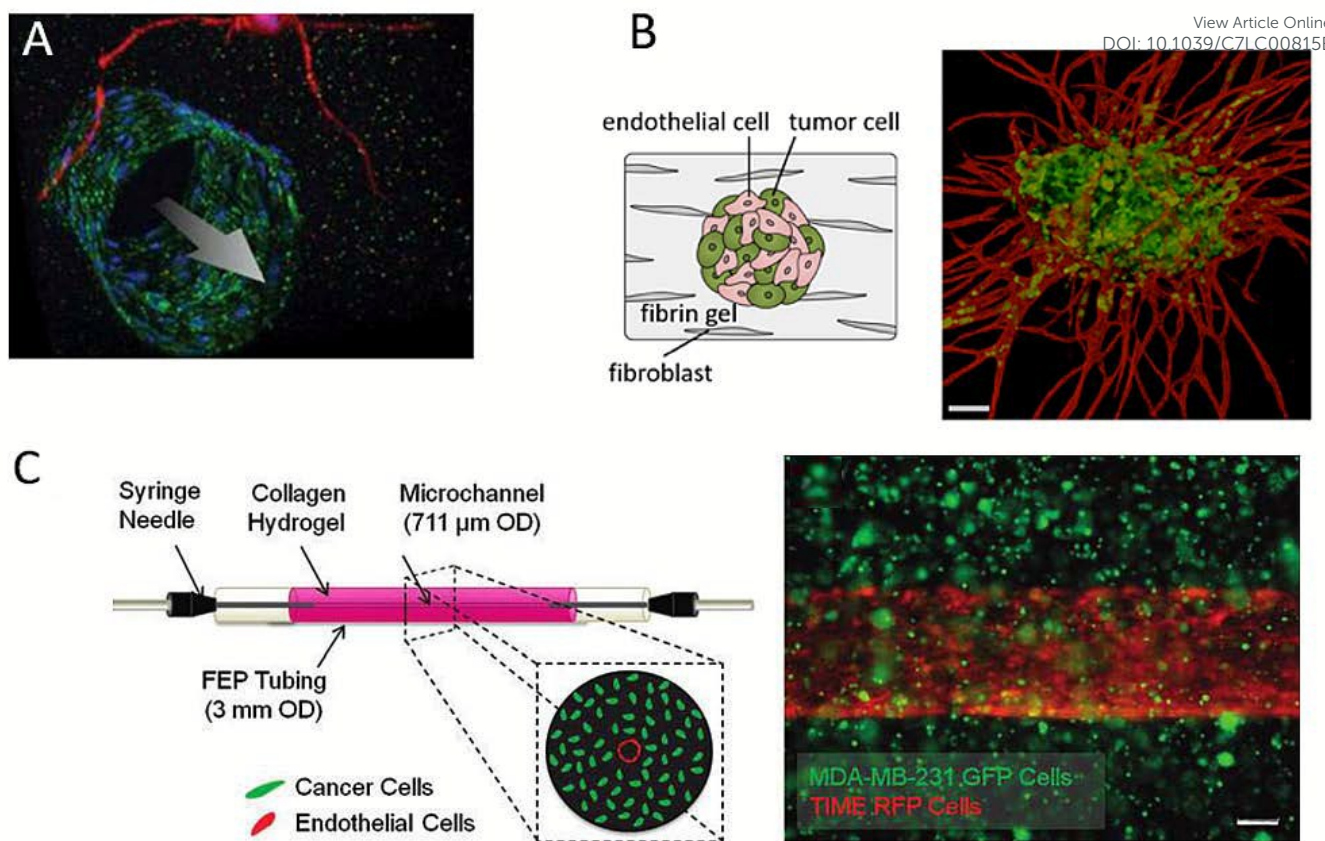 View Article Online
DOI: 10.1039/C7LC00815E
A
B
endothelial cell
tumor cell
fibrin gel
fibroblast
C
Syringe
Needle
Collagen
Hydrogel
Microchannel
(711 µm OD)
FEP Tubing
(3 mm OD)
Cancer Cells
Endothelial Cells
MDA-MB-231 GFP Cells
TIME RFP Cells